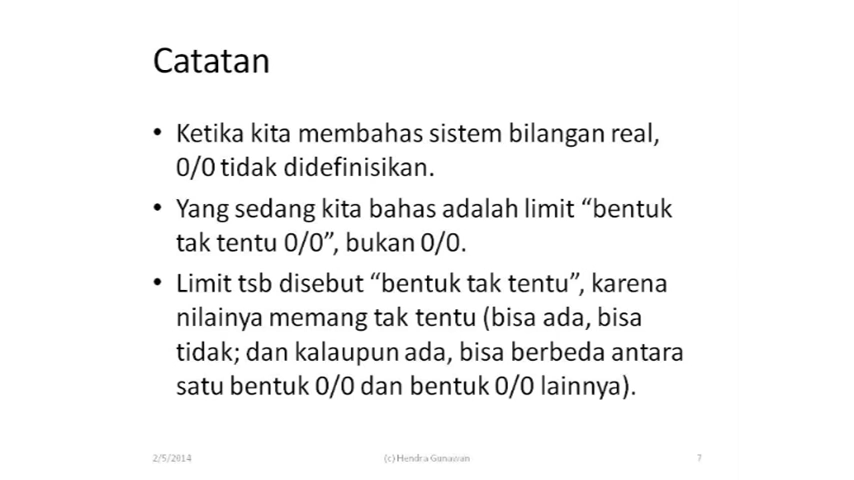 Catatan
• Ketika kita membahas sistem bilangan real,
0/0 tidak didefinisikan.
• Yang sedang kita bahas adalah limit “bentuk
tak tentu 0/0”, bukan 0/0.
• Limit tsb disebut “bentuk tak tentu”, karena
nilainya memang tak tentu (bisa ada, bisa
tidak; dan kalaupun ada, bisa berbeda antara
satu bentuk 0/0 dan bentuk 0/0 lainnya).
2/5/2014 (c) Hendra Gunawan 7